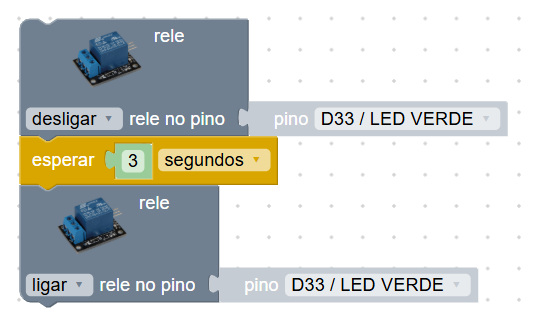 rele
desligar rele no pino pino D33 / LED VERDE
esperar 3 segundos
rele
ligar rele no pino pino D33 / LED VERDE